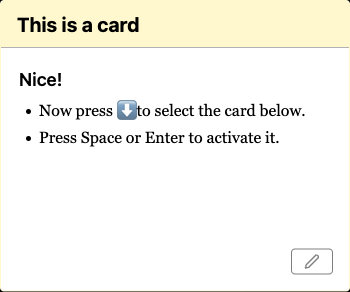 This is a card
Nice!
• Now press ⬇️to select the card below.
• Press Space or Enter to activate it.